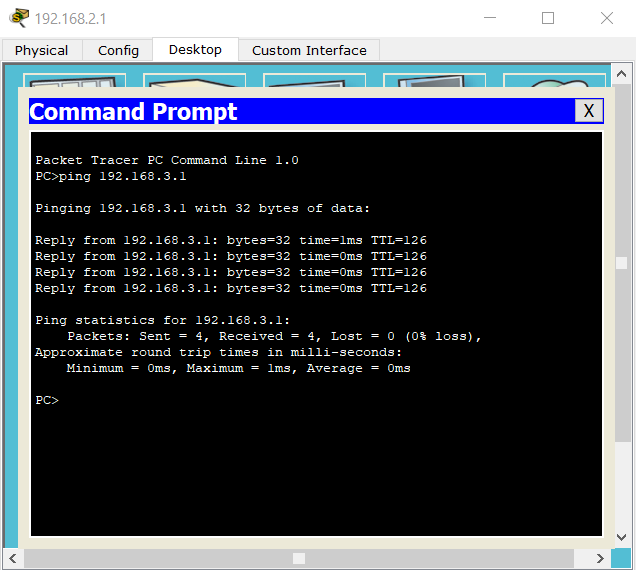 192.168.2.1
Physical Config Desktop Custom Interface
Command Prompt X
Packet Tracer PC Command Line 1.0
PC>ping 192.168.3.1
Pinging 192.168.3.1 with 32 bytes of data:
Reply from 192.168.3.1: bytes=32 time=1ms TTL=126
Reply from 192.168.3.1: bytes=32 time=0ms TTL=126
Reply from 192.168.3.1: bytes=32 time=0ms TTL=126
Reply from 192.168.3.1: bytes=32 time=0ms TTL=126
Ping statistics for 192.168.3.1:
    Packets: Sent = 4, Received = 4, Lost = 0 (0% loss),
Approximate round trip times in milli-seconds:
    Minimum = 0ms, Maximum = 1ms, Average = 0ms
PC>